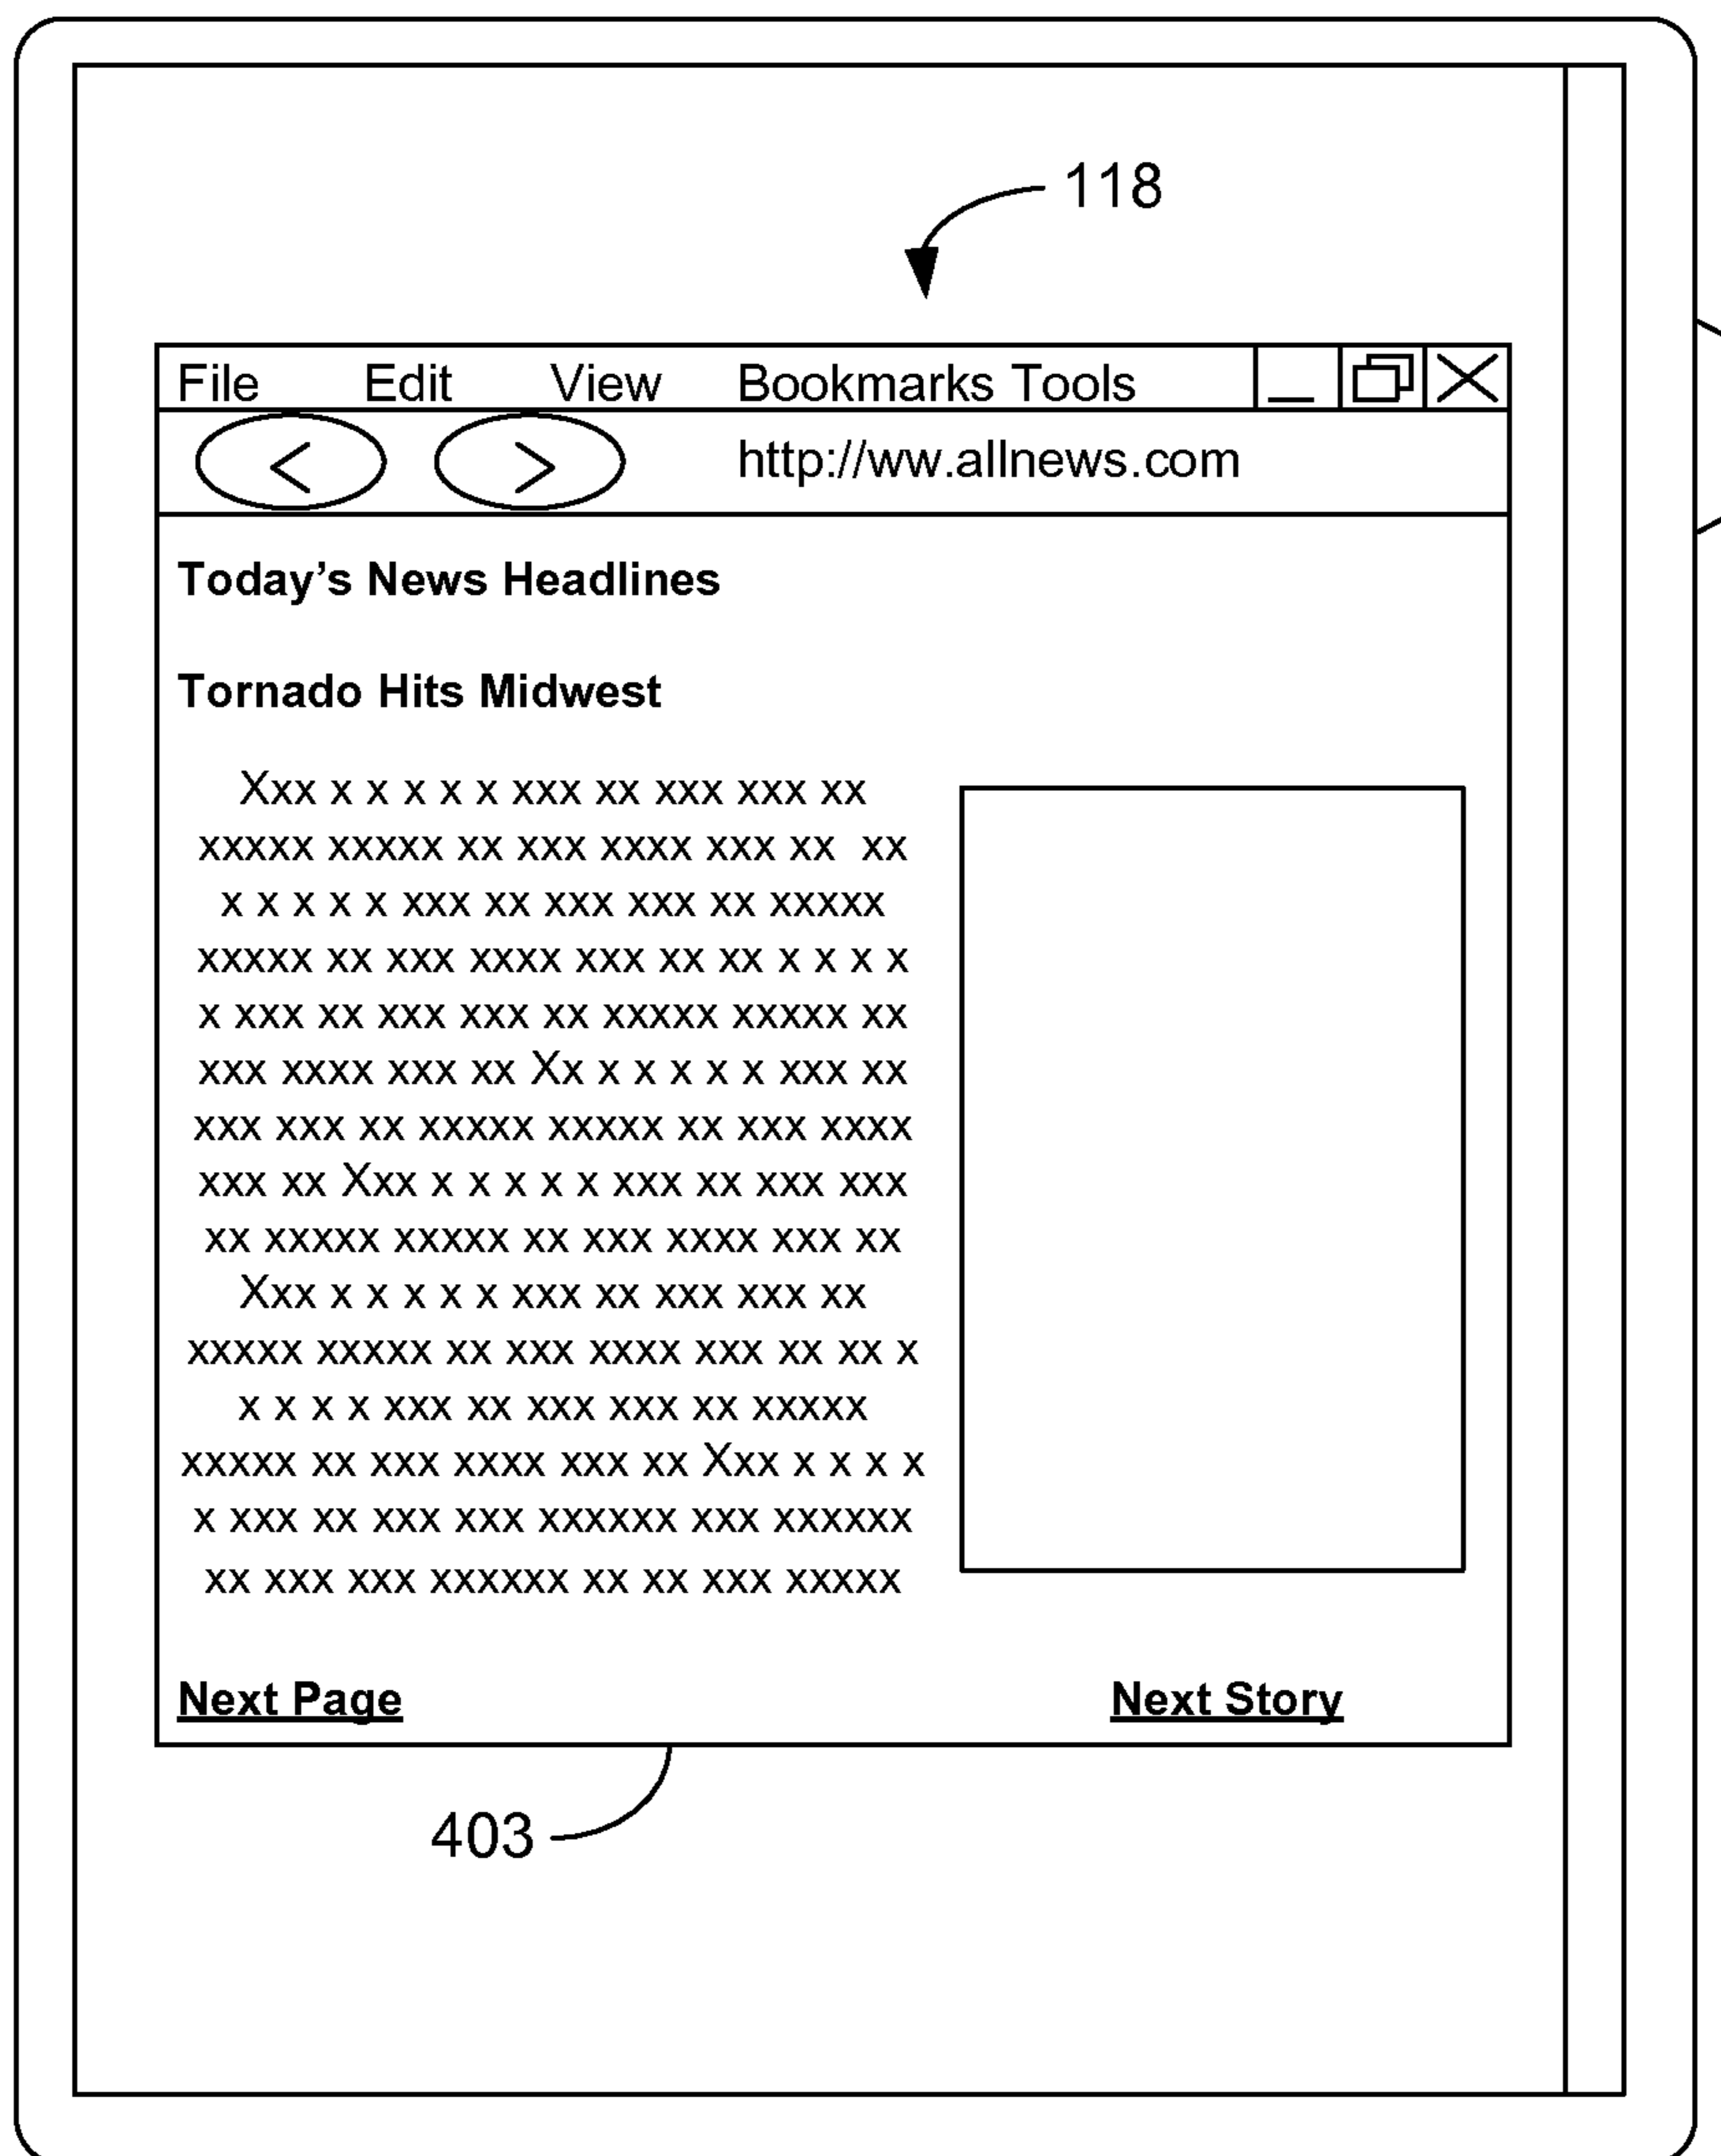 118
File Edit View Bookmarks Tools
< > http://ww.allnews.com
Today's News Headlines
Tornado Hits Midwest
Xxx x x x x x xxx xx xxx xxx xx
xxxxx xxxxx xx xxx xxxx xxx xx xx
x x x x x xxx xx xxx xxx xx xxxxx
xxxxx xx xxx xxxx xxx xx xx x x x x
x xxx xx xxx xxx xx xxxxx xxxxx xx
xxx xxxx xxx xx Xx x x x x x xxx xx
xxx xxx xx xxxxx xxxxx xx xxx xxxx
xxx xx Xxx x x x x x xxx xx xxx xxx
xx xxxxx xxxxx xx xxx xxxx xxx xx
Xxx x x x x x xxx xx xxx xxx xx
xxxxx xxxxx xx xxx xxxx xxx xx xx x
x x x x xxx xx xxx xxx xx xxxxx
xxxxx xx xxx xxxx xxx xx Xxx x x x x
x xxx xx xxx xxx xxxxxx xxx xxxxxx
xx xxx xxx xxxxxx xx xx xxx xxxxx
Next Page Next Story
403